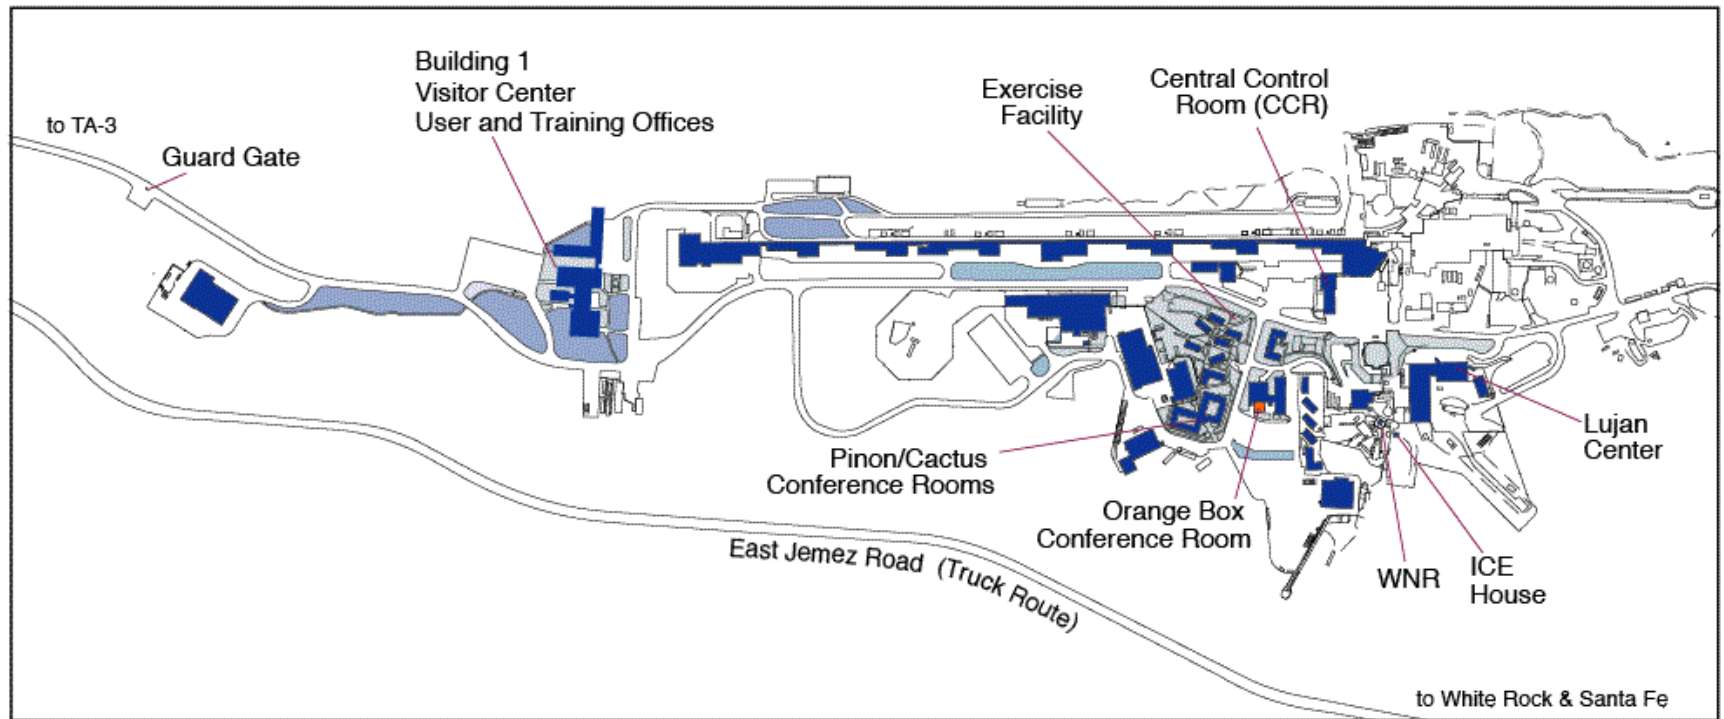 to TA-3
Guard Gate
Building 1
Visitor Center
User and Training Offices
Exercise
Facility
Central Control
Room (CCR)
Pinon/Cactus
Conference Rooms
Orange Box
Conference Room
Lujan
Center
WNR
ICE
House
East Jemez Road (Truck Route)
to White Rock & Santa Fe